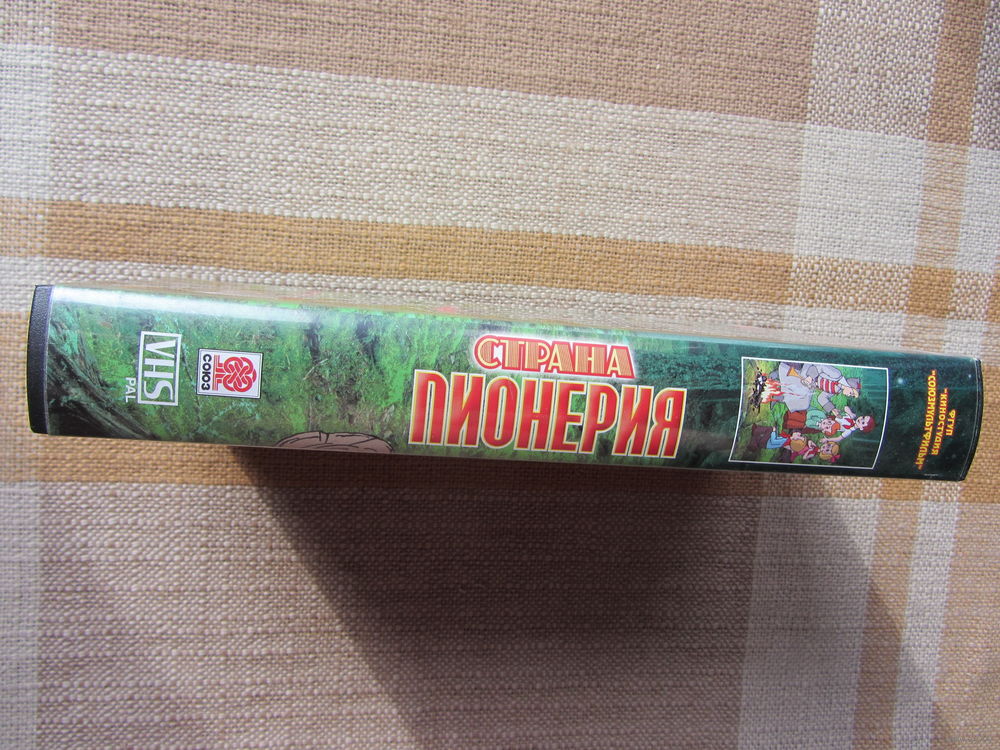 ФГУП
"КИНОСТУДИЯ
"СОЮЗМУЛЬТФИЛЬМ"
СТРАНА
ПИОНЕРИЯ
СОЮЗ
VHS
PAL